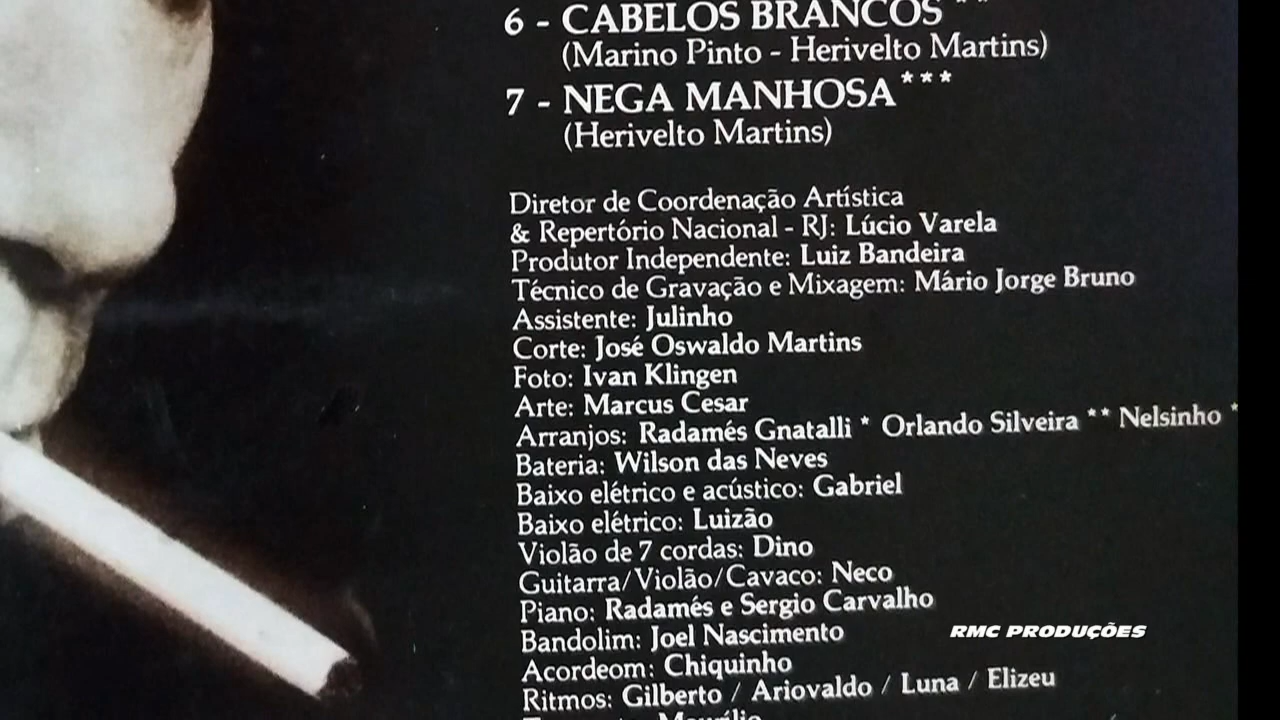 6 - CABELOS BRANCOS * *
(Marino Pinto - Herivelto Martins)
7 - NEGA MANHOSA * * *
(Herivelto Martins)
Diretor de Coordenação Artística
& Repertório Nacional - RJ: Lúcio Varela
Produtor Independente: Luiz Bandeira
Técnico de Gravação e Mixagem: Mário Jorge Bruno
Assistente: Julinho
Corte: José Oswaldo Martins
Foto: Ivan Klingen
Arte: Marcus Cesar
Arranjos: Radamés Gnatalli * Orlando Silveira * * Nelsinho *
Bateria: Wilson das Neves
Baixo elétrico e acústico: Gabriel
Baixo elétrico: Luizão
Violão de 7 cordas: Dino
Guitarra/Violão/Cavaco: Neco
Piano: Radamés e Sergio Carvalho
Bandolim: Joel Nascimento
RMC PRODUÇÕES
Acordeom: Chiquinho
Ritmos: Gilberto / Ariovaldo / Luna / Elizeu